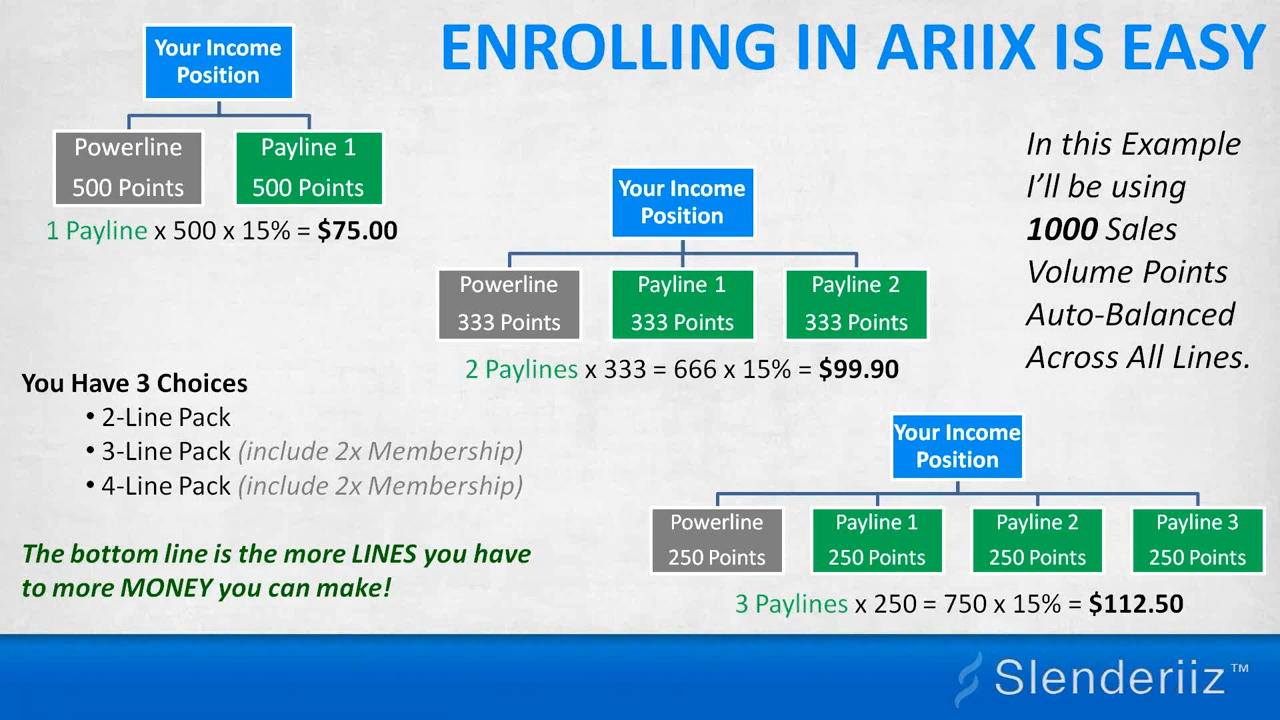 ENROLLING IN ARIIX IS EASY
Your Income
Position
Powerline
500 Points
Payline 1
500 Points
1 Payline x 500 x 15% = $75.00
Your Income
Position
Powerline
333 Points
Payline 1
333 Points
Payline 2
333 Points
2 Paylines x 333 = 666 x 15% = $99.90
In this Example
I'll be using
1000 Sales
Volume Points
Auto-Balanced
Across All Lines.
You Have 3 Choices
• 2-Line Pack
• 3-Line Pack (include 2x Membership)
• 4-Line Pack (include 2x Membership)
The bottom line is the more LINES you have
to more MONEY you can make!
Your Income
Position
Powerline
250 Points
Payline 1
250 Points
Payline 2
250 Points
Payline 3
250 Points
3 Paylines x 250 = 750 x 15% = $112.50
Slenderiiz™